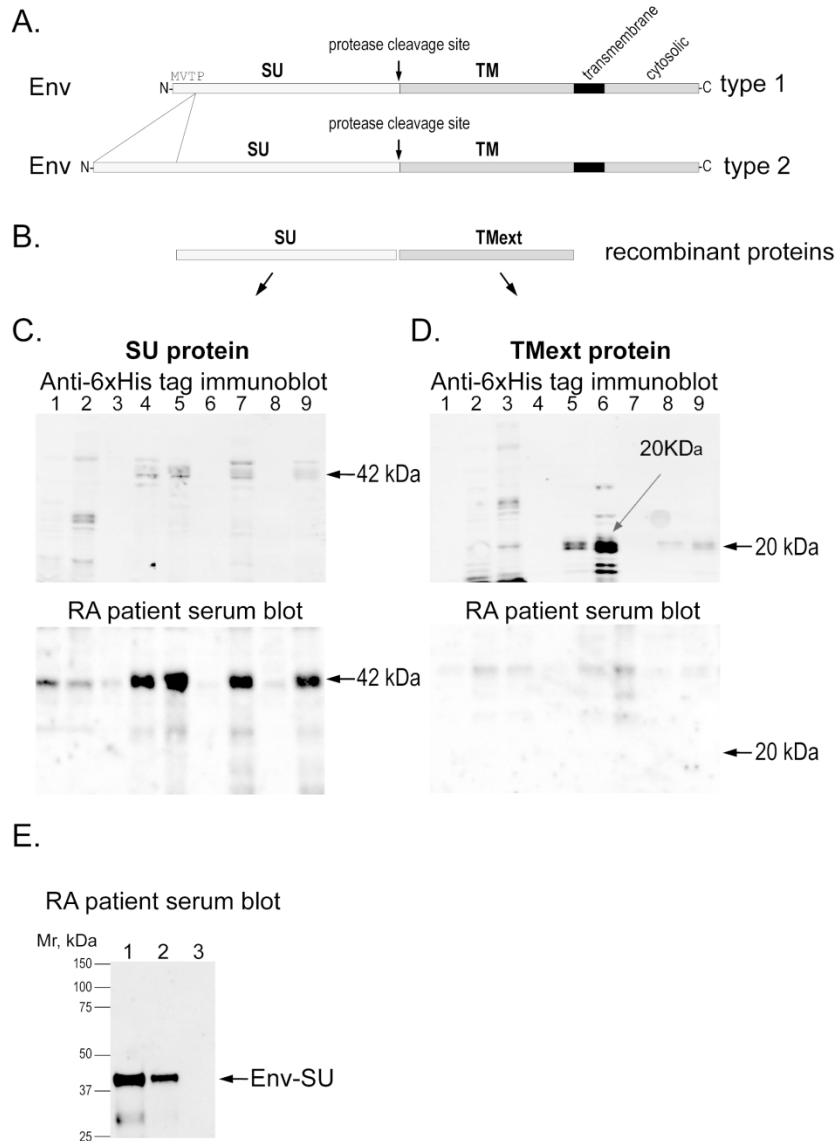 A.
protease cleavage site
transmembrane
cytosolic
MVTP
SU
TM
Env
N-
-C
type 1
protease cleavage site
SU
TM
Env
N-
-C
type 2
B.
SU
TMext
recombinant proteins
C.
SU protein
Anti-6xHis tag immunoblot
1 2 3 4 5 6 7 8 9
42 kDa
RA patient serum blot
42 kDa
D.
TMext protein
Anti-6xHis tag immunoblot
1 2 3 4 5 6 7 8 9
20KDa
20 kDa
RA patient serum blot
20 kDa
E.
RA patient serum blot
Mr, kDa
1 2 3
150
100
75
50
37
25
Env-SU